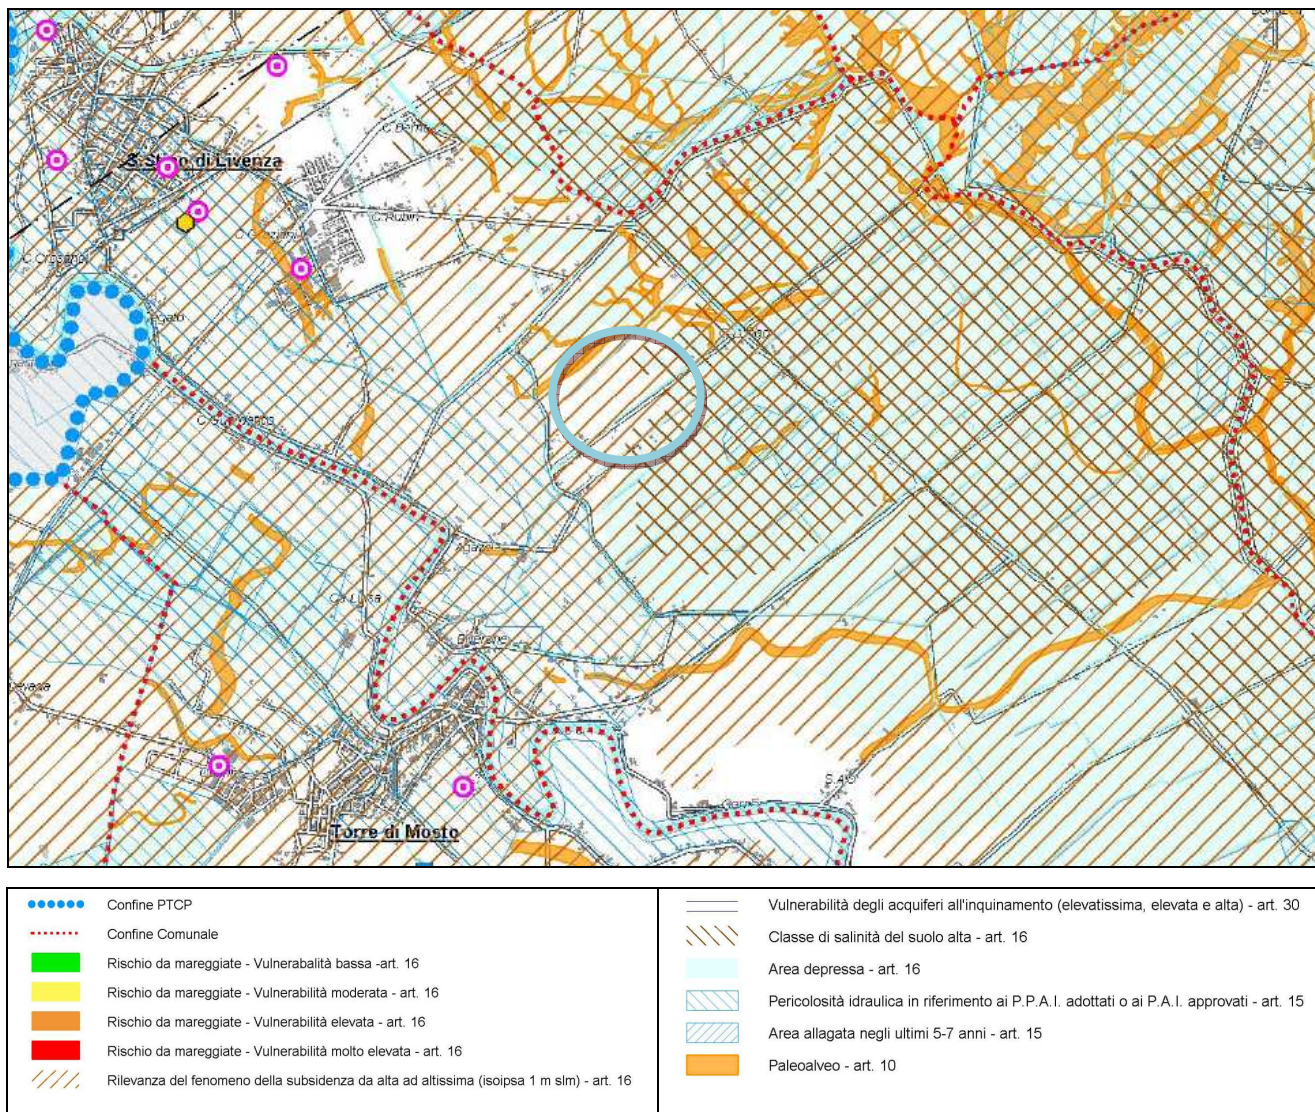 S. Stino di Livenza
C. Rubin
Torre di Mosto
Confine PTCP
Confine Comunale
Rischio da mareggiate - Vulnerabalità bassa -art. 16
Rischio da mareggiate - Vulnerabilità moderata - art. 16
Rischio da mareggiate - Vulnerabilità elevata - art. 16
Rischio da mareggiate - Vulnerabilità molto elevata - art. 16
Rilevanza del fenomeno della subsidenza da alta ad altissima (isoipsa 1 m slm) - art. 16
Vulnerabilità degli acquiferi all'inquinamento (elevatissima, elevata e alta) - art. 30
Classe di salinità del suolo alta - art. 16
Area depressa - art. 16
Pericolosità idraulica in riferimento ai P.P.A.I. adottati o ai P.A.I. approvati - art. 15
Area allagata negli ultimi 5-7 anni - art. 15
Paleoalveo - art. 10